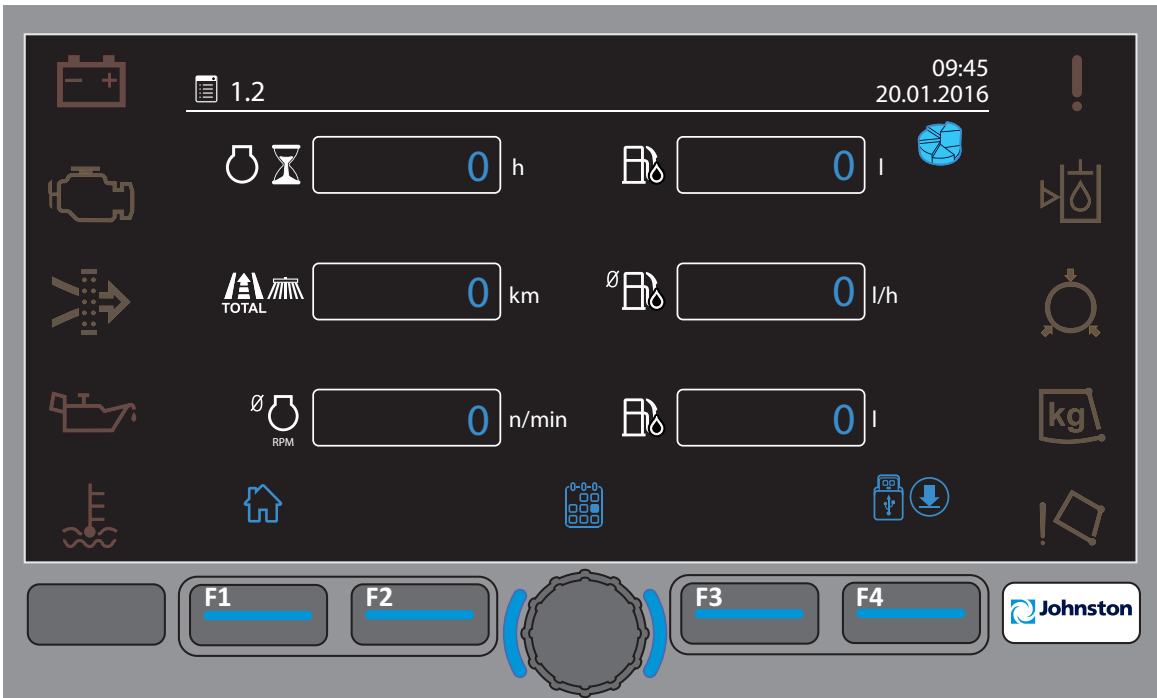 09:45
1.2
20.01.2016
0 h
0 l
TOTAL
0 km
Ø
0 l/h
Ø
RPM
0 n/min
0 l
kg
F1
F2
F3
F4
Johnston